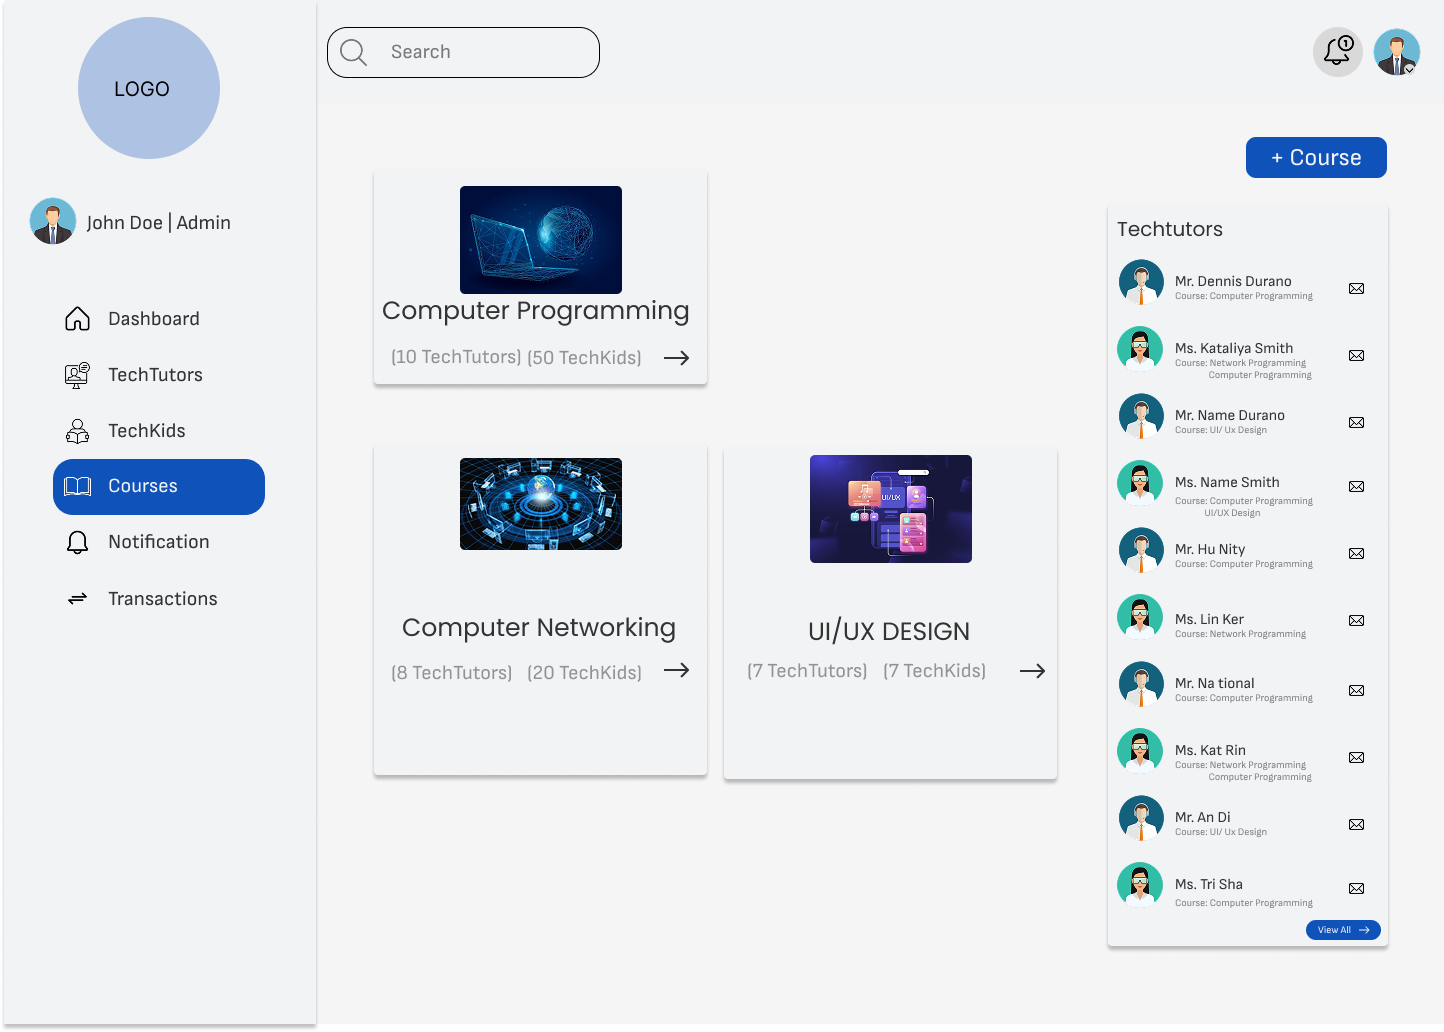 LOGO
Search
1
+ Course
John Doe | Admin
Dashboard
TechTutors
TechKids
Courses
Notification
Transactions
Computer Programming
(10 TechTutors) (50 TechKids)
Computer Networking
(8 TechTutors) (20 TechKids)
UI/UX
UI/UX DESIGN
(7 TechTutors) (7 TechKids)
Techtutors
Mr. Dennis Durano
Course: Computer Programming
Ms. Kataliya Smith
Course: Network Programming
Computer Programming
Mr. Name Durano
Course: UI/ Ux Design
Ms. Name Smith
Course: Computer Programming
UI/UX Design
Mr. Hu Nity
Course: Computer Programming
Ms. Lin Ker
Course: Network Programming
Mr. Na tional
Course: Computer Programming
Ms. Kat Rin
Course: Network Programming
Computer Programming
Mr. An Di
Course: UI/ Ux Design
Ms. Tri Sha
Course: Computer Programming
View All